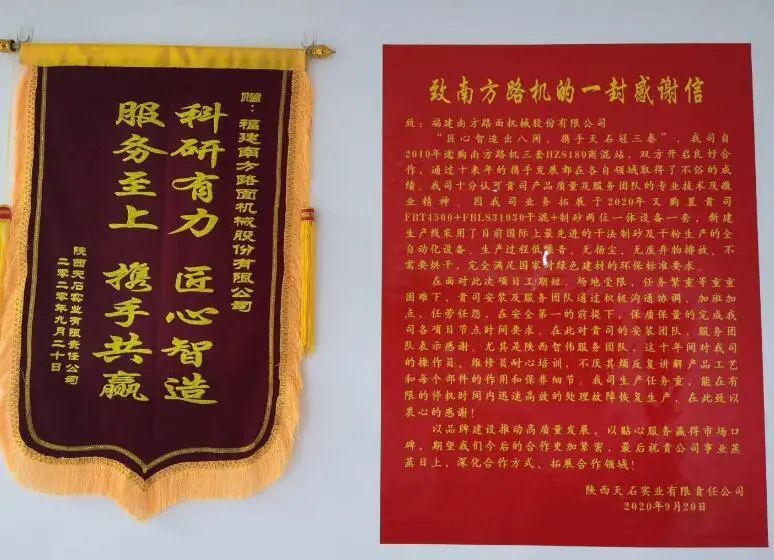 赠：福建南方路面机械股份有限公司
科研有力 匠心智造
服务至上 携手共赢
陕西天石实业有限责任公司
二零二零年九月二十日
致南方路机的一封感谢信
致：福建南方路面机械股份有限公司
“匠心智造出八闽，携手天石冠三秦”，我司自
2010年选购南方路机三套HZS180商混站，双方开启良好合
作，通过十来年的携手发展都在各自领域取得了不俗的成
绩。我司十分认可贵司产品质量及服务团队的专业技术及敬
业精神。因我司业务拓展于2020年又购置贵司
FBT4500+FBLS31030干混+制砂两位一体设备一套，新建
生产线采用了目前国际上最先进的干法制砂及干粉生产的全
自动化设备。生产过程低噪音、无扬尘、无废弃物排放、不
需要烘干，完全满足国家对绿色建材的环保标准要求。
在面对此次项目工期短、场地受限，任务繁重等重重
困难下，贵司安装及服务团队通过积极沟通协调，加班加
点，任劳任怨，在安全第一的前提下，保质保量的完成我
司各项目节点时间要求。在此对贵司的安装团队，服务团
队表示感谢。尤其是陕西智伟服务团队，这十年间对我司
的操作员、维修员耐心培训，不厌其烦反复讲解产品工艺
和每个部件的作用和保养细节。我司生产任务重，能在有
限的停机时间内迅速高效的处理故障恢复生产，在此致以
衷心的感谢！
以品牌建设推动高质量发展，以贴心服务赢得市场口
碑，期望我们今后的合作更加紧密，最后祝贵公司事业蒸
蒸日上，深化合作方式、拓展合作领域！
陕西天石实业有限责任公司
2020年9月20日